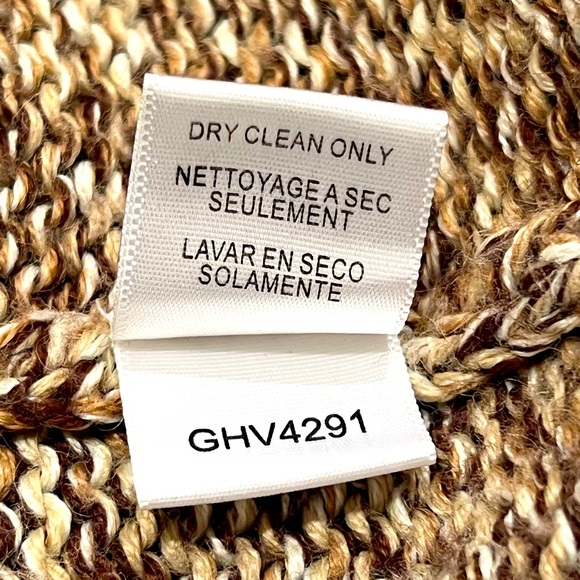 DRY CLEAN ONLY
NETTOYAGE A SEC
SEULEMENT
LAVAR EN SECO
SOLAMENTE
GHV4291